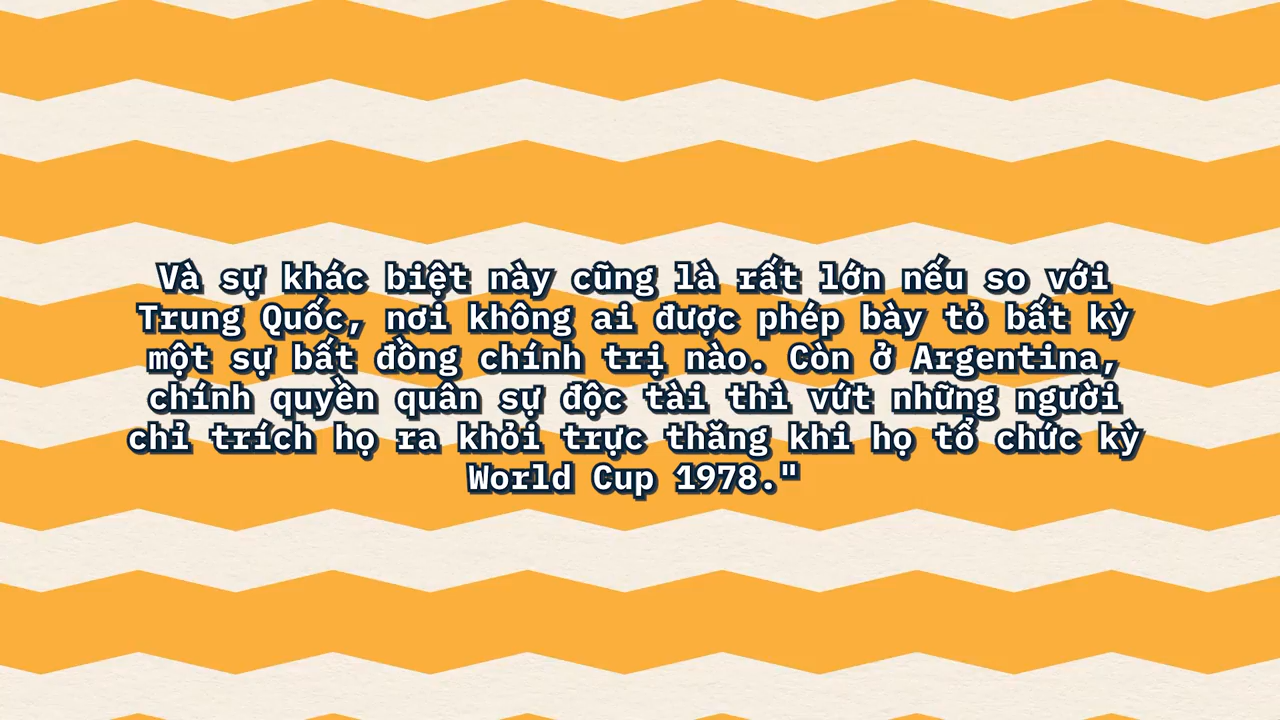 Và sự khác biệt này cũng là rất lớn nếu so với
Trung Quốc, nơi không ai được phép bày tỏ bất kỳ
một sự bất đồng chính trị nào. Còn ở Argentina,
chính quyền quân sự độc tài thì vứt những người
chỉ trích họ ra khỏi trực thăng khi họ tổ chức kỳ
World Cup 1978."